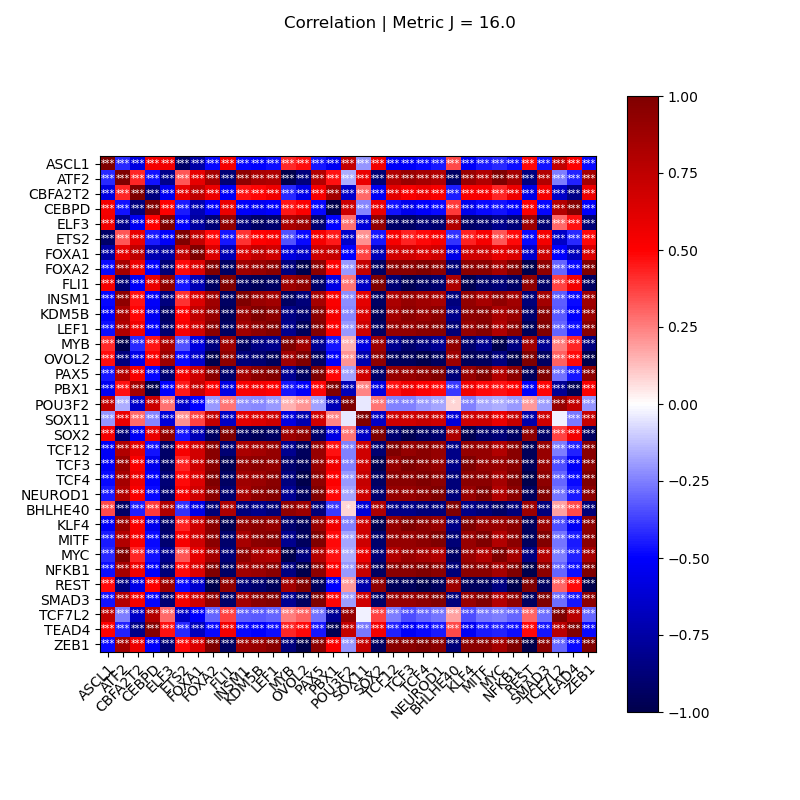 Correlation | Metric J = 16.0
ASCL1
ATF2
CBFA2T2
CEBPD
ELF3
ETS2
FOXA1
FOXA2
FLI1
INSM1
KDM5B
LEF1
MYB
OVOL2
PAX5
PBX1
POU3F2
SOX11
SOX2
TCF12
TCF3
TCF4
NEUROD1
BHLHE40
KLF4
MITF
MYC
NFKB1
REST
SMAD3
TCF7L2
TEAD4
ZEB1
ASCL1
ATF2
CBFA2T2
CEBPD
ELF3
ETS2
FOXA1
FOXA2
FLI1
INSM1
KDM5B
LEF1
MYB
OVOL2
PAX5
PBX1
POU3F2
SOX11
SOX2
TCF12
TCF3
TCF4
NEUROD1
BHLHE40
KLF4
MITF
MYC
NFKB1
REST
SMAD3
TCF7L2
TEAD4
ZEB1
1.00
0.75
0.50
0.25
0.00
−0.25
−0.50
−0.75
−1.00